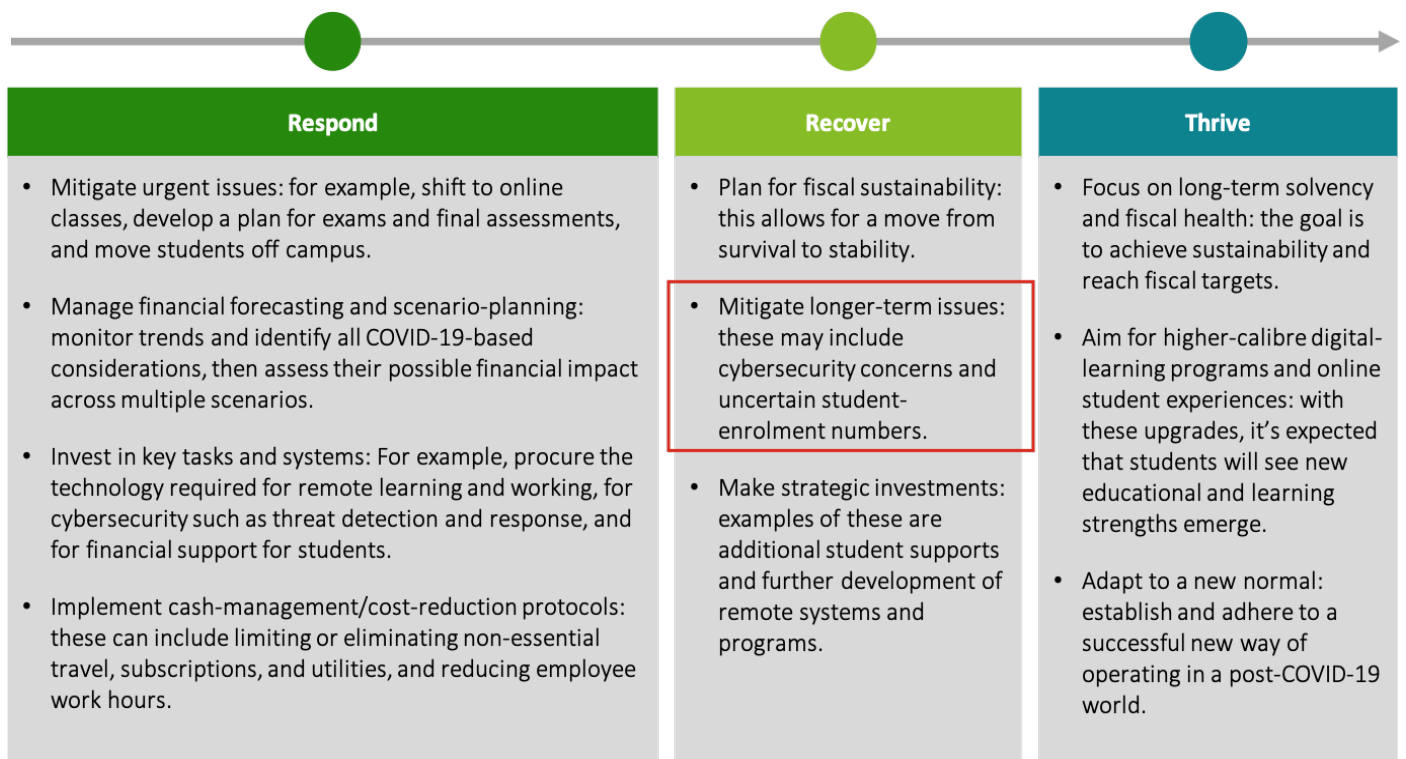 Respond
• Mitigate urgent issues: for example, shift to online
classes, develop a plan for exams and final assessments,
and move students off campus.
• Manage financial forecasting and scenario-planning:
monitor trends and identify all COVID-19-based
considerations, then assess their possible financial impact
across multiple scenarios.
• Invest in key tasks and systems: For example, procure the
technology required for remote learning and working, for
cybersecurity such as threat detection and response, and
for financial support for students.
• Implement cash-management/cost-reduction protocols:
these can include limiting or eliminating non-essential
travel, subscriptions, and utilities, and reducing employee
work hours.
Recover
• Plan for fiscal sustainability:
this allows for a move from
survival to stability.
• Mitigate longer-term issues:
these may include
cybersecurity concerns and
uncertain student-
enrolment numbers.
• Make strategic investments:
examples of these are
additional student supports
and further development of
remote systems and
programs.
Thrive
• Focus on long-term solvency
and fiscal health: the goal is
to achieve sustainability and
reach fiscal targets.
• Aim for higher-calibre digital-
learning programs and online
student experiences: with
these upgrades, it's expected
that students will see new
educational and learning
strengths emerge.
• Adapt to a new normal:
establish and adhere to a
successful new way of
operating in a post-COVID-19
world.